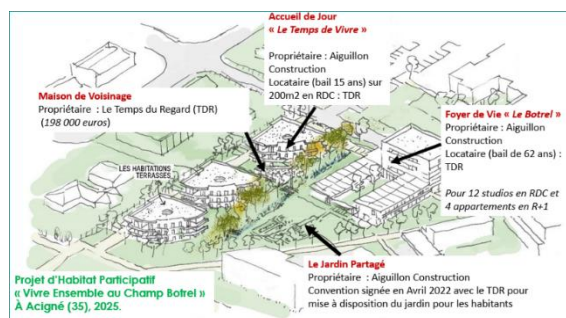 Accueil de Jour
« Le Temps de Vivre »
Propriétaire : Aiguillon
Construction
Locataire (bail 15 ans) sur
200m2 en RDC : TDR
Maison de Voisinage
Propriétaire : Le Temps du Regard (TDR)
(198 000 euros)
Foyer de Vie « Le Botrel »
Propriétaire : Aiguillon
Construction
Locataire (bail de 62 ans) :
TDR
Pour 12 studios en RDC et
4 appartements en R+1
LES HABITATIONS
TERRASSES
Le Jardin Partagé
Propriétaire : Aiguillon Construction
Convention signée en Avril 2022 avec le TDR pour
mise à disposition du jardin pour les habitants
Projet d'Habitat Participatif
« Vivre Ensemble au Champ Botrel »
À Acigné (35), 2025.